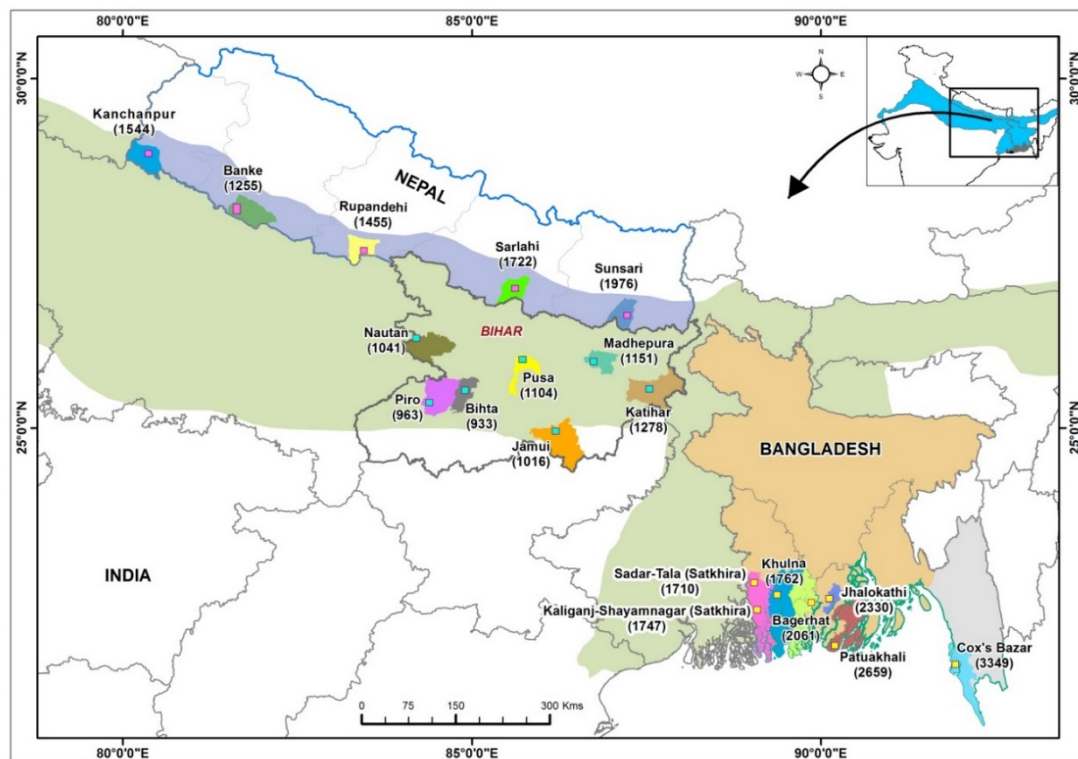 80°0'0"E
85°0'0"E
90°0'0"E
30°0'0"N
30°0'0"N
N
W E
S
Kanchanpur
(1544)
Banke
(1255)
NEPAL
Rupandehi
(1455)
Sarlahi
(1722)
Sunsari
(1976)
Nautan
(1041)
BIHAR
Madhepura
(1151)
Pusa
(1104)
Piro
(963)
Bihta
(933)
Katihar
(1278)
25°0'0"N
25°0'0"N
Jamui
(1016)
BANGLADESH
INDIA
Khulna
(1762)
Sadar-Tala (Satkhira)
(1710)
Jhalokathi
(2330)
Kaliganj-Shayamnagar (Satkhira)
(1747)
Bagerhat
(2061)
Patuakhali
(2659)
Cox's Bazar
(3349)
0 75 150 300 Kms
80°0'0"E
85°0'0"E
90°0'0"E